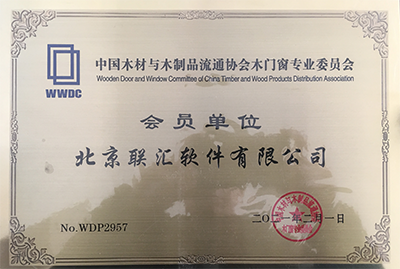 中国木材与木制品流通协会木门窗专业委员会
Wooden Door and Window Committee of China Timber and Wood Products Distribution Association
WWDC
会员单位
北京联汇软件有限公司
No.WDP2957